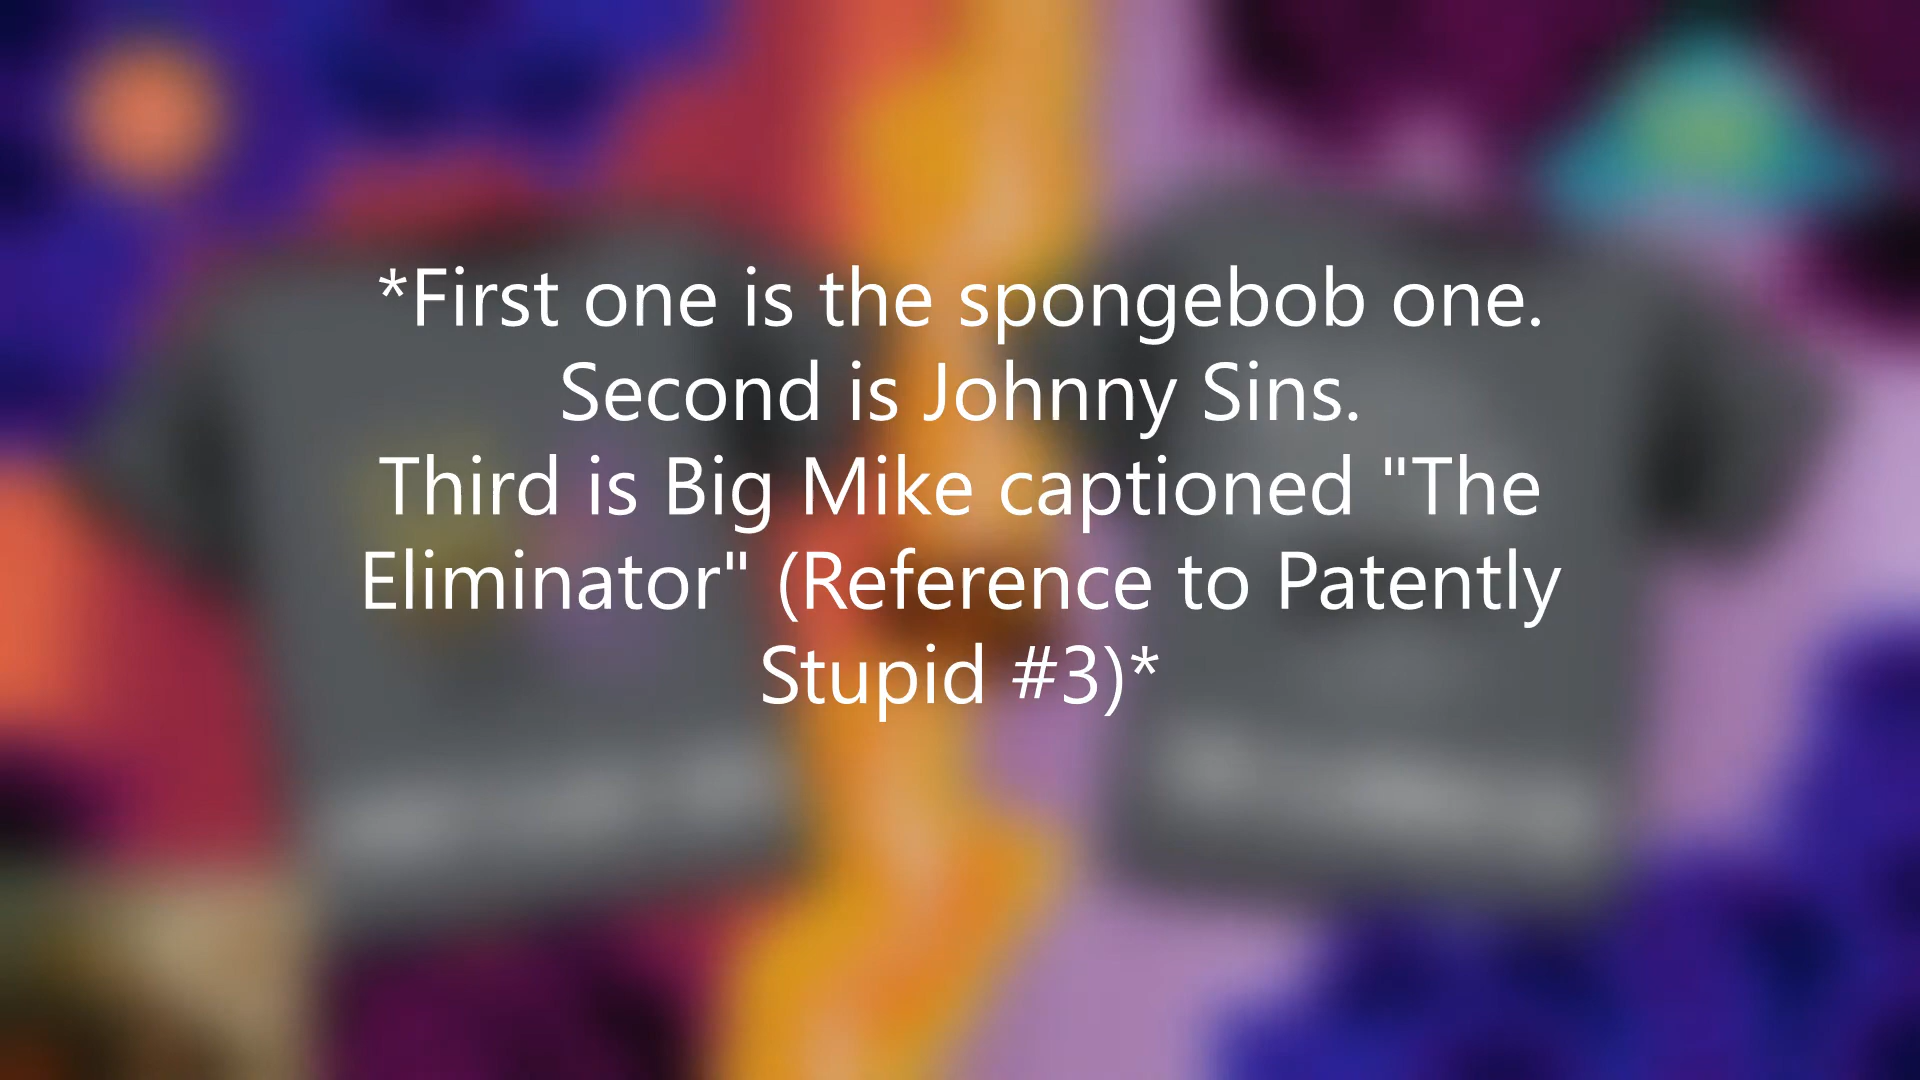 *First one is the spongebob one.
Second is Johnny Sins.
Third is Big Mike captioned "The
Eliminator" (Reference to Patently
Stupid #3)*